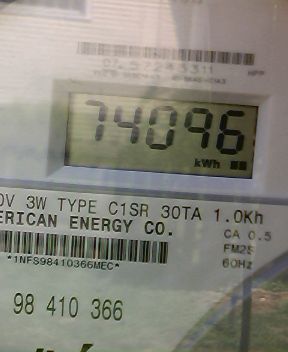 HPP
74096
kWh
0V 3W TYPE C1SR 30TA 1.0Kh
ERICAN ENERGY CO.
CA 0.5
FM2S
60Hz
*1NFS98410366MEC*
98 410 366